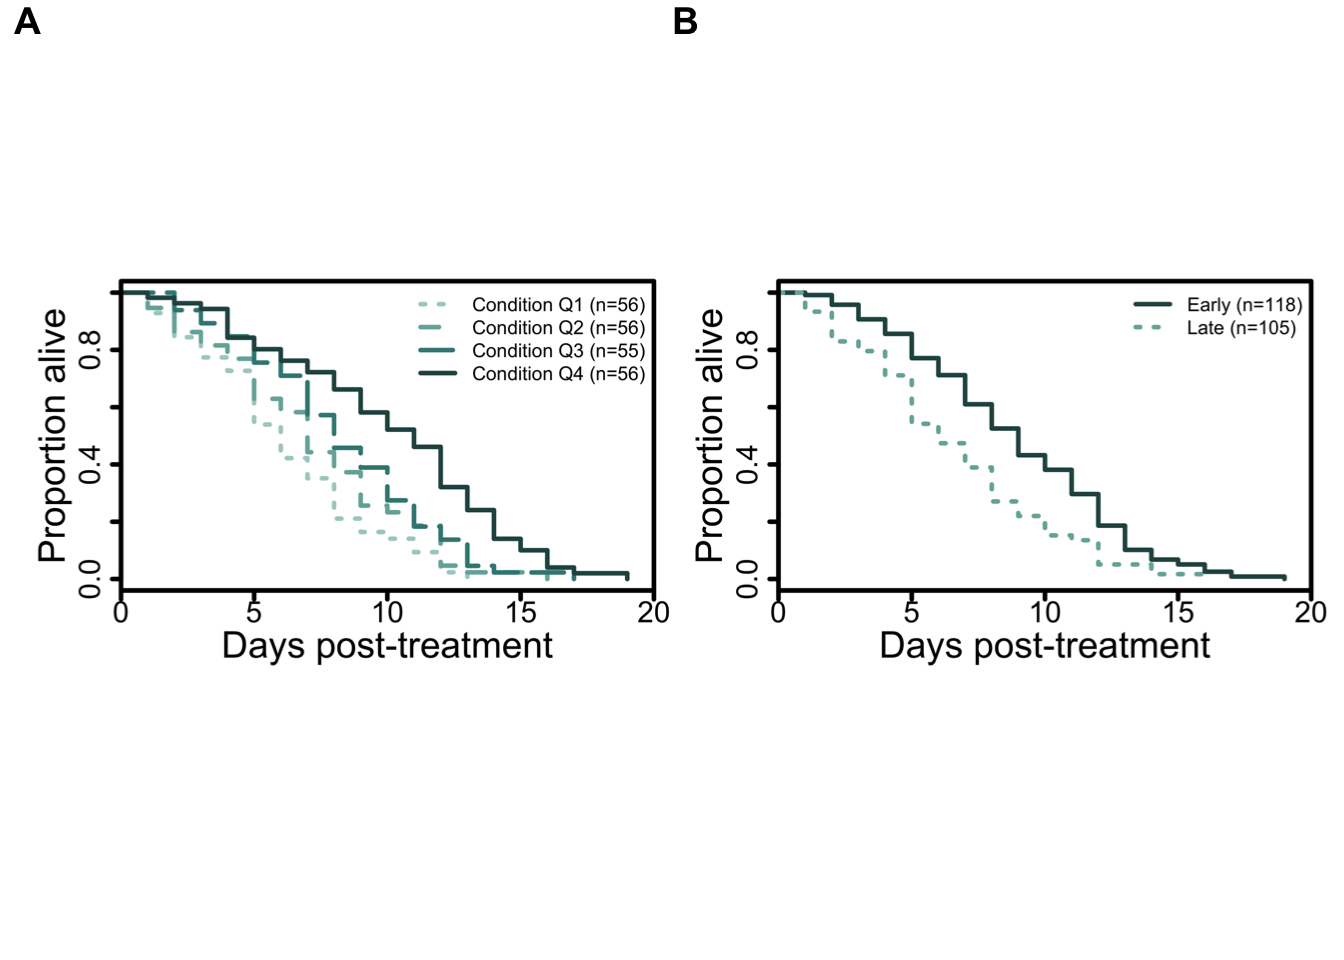 A
B
Proportion alive
0.8
0.4
0.0
Condition Q1 (n=56)
Condition Q2 (n=56)
Condition Q3 (n=55)
Condition Q4 (n=56)
0 5 10 15 20
Days post-treatment
Proportion alive
0.8
0.4
0.0
Early (n=118)
Late (n=105)
0 5 10 15 20
Days post-treatment